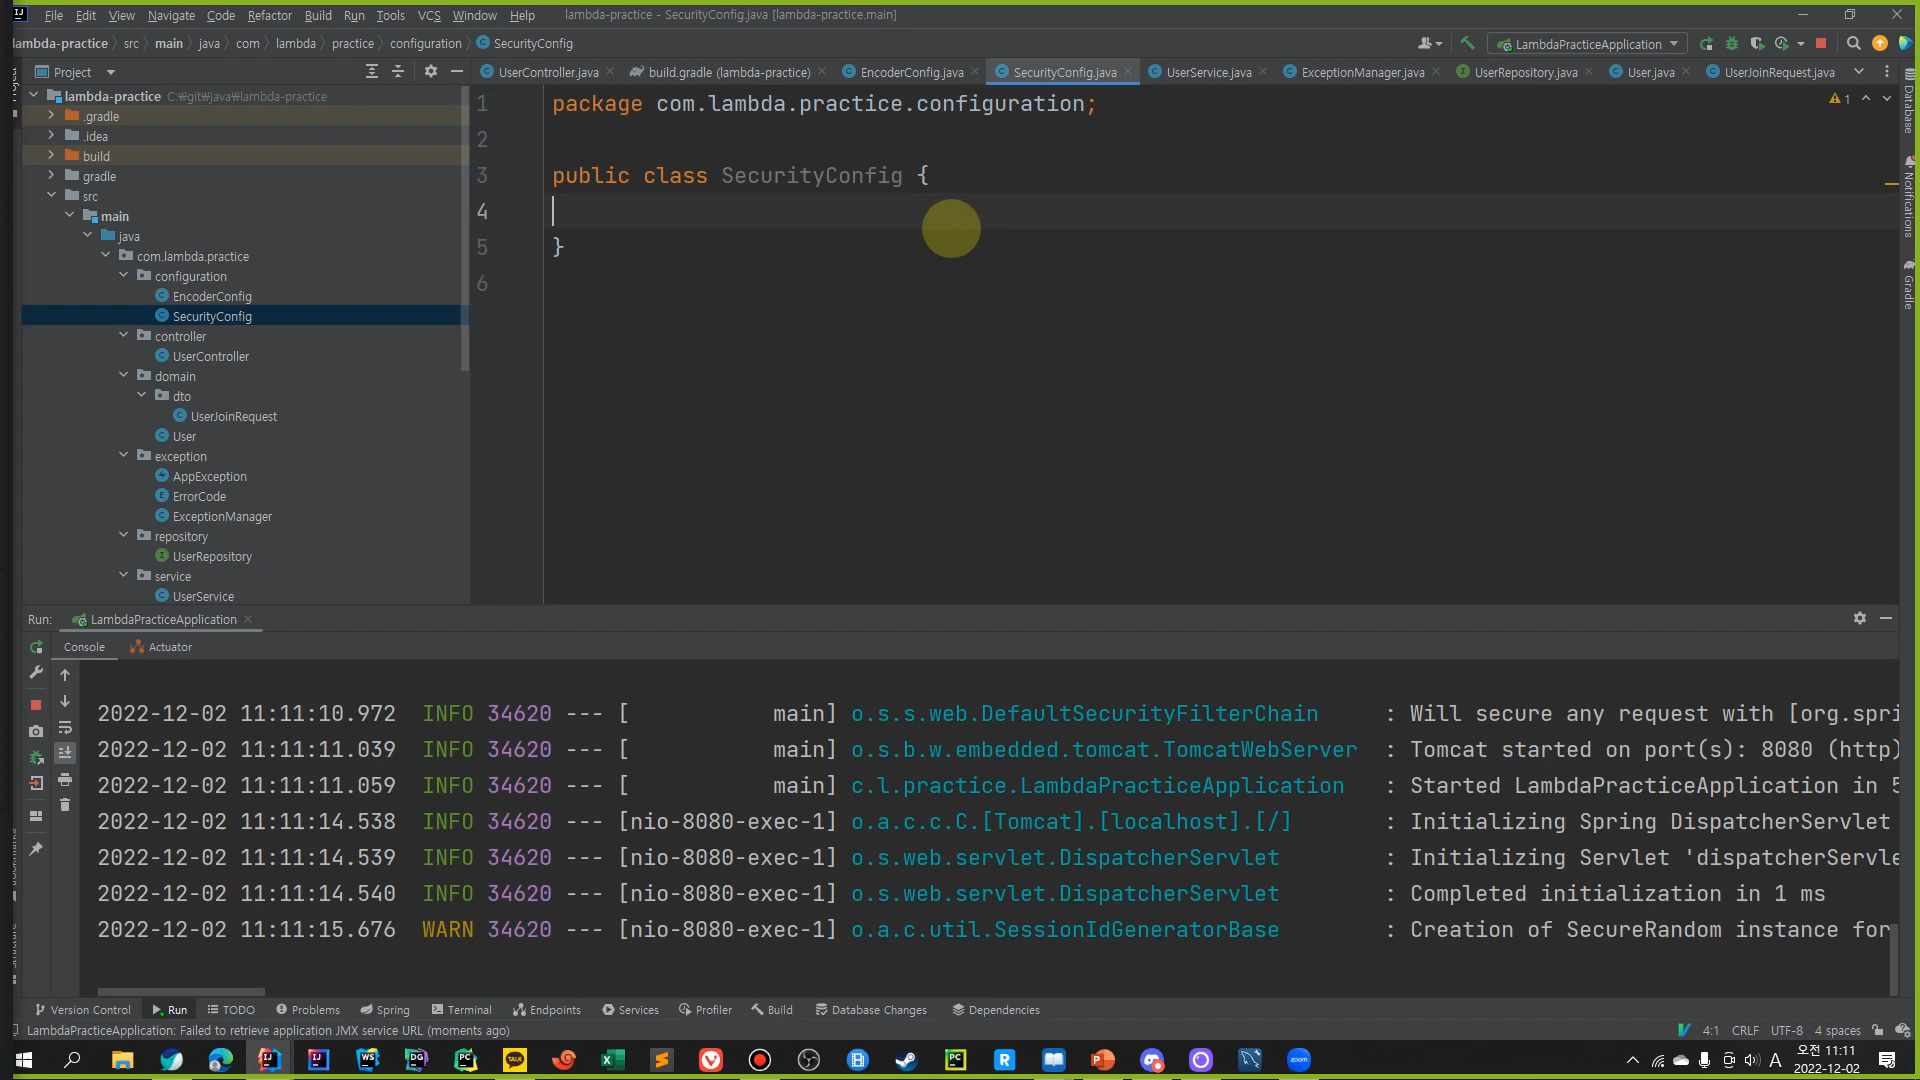 File Edit View Navigate Code Refactor Build Run Tools VCS Window Help lambda-practice - SecurityConfig.java [lambda-practice.main]
lambda-practice src main java com lambda practice configuration SecurityConfig
LambdaPracticeApplication
Project
UserController.java build.gradle (lambda-practice) EncoderConfig.java SecurityConfig.java UserService.java ExceptionManager.java UserRepository.java User.java UserJoinRequest.java
lambda-practice C:₩git₩java₩lambda-practice
.gradle
.idea
build
gradle
src
main
java
com.lambda.practice
configuration
EncoderConfig
SecurityConfig
controller
UserController
domain
dto
UserJoinRequest
User
exception
AppException
ErrorCode
ExceptionManager
repository
UserRepository
service
UserService
1 package com.lambda.practice.configuration;
2
3 public class SecurityConfig {
4
5 }
6
1
Database
Notifications
Gradle
Run: LambdaPracticeApplication
Console Actuator
2022-12-02 11:11:10.972 INFO 34620 --- [ main] o.s.s.web.DefaultSecurityFilterChain : Will secure any request with [org.spri
2022-12-02 11:11:11.039 INFO 34620 --- [ main] o.s.b.w.embedded.tomcat.TomcatWebServer : Tomcat started on port(s): 8080 (http)
2022-12-02 11:11:11.059 INFO 34620 --- [ main] c.l.practice.LambdaPracticeApplication : Started LambdaPracticeApplication in 5
2022-12-02 11:11:14.538 INFO 34620 --- [nio-8080-exec-1] o.a.c.c.C.[Tomcat].[localhost].[/] : Initializing Spring DispatcherServlet
2022-12-02 11:11:14.539 INFO 34620 --- [nio-8080-exec-1] o.s.web.servlet.DispatcherServlet : Initializing Servlet 'dispatcherServle
2022-12-02 11:11:14.540 INFO 34620 --- [nio-8080-exec-1] o.s.web.servlet.DispatcherServlet : Completed initialization in 1 ms
2022-12-02 11:11:15.676 WARN 34620 --- [nio-8080-exec-1] o.a.c.util.SessionIdGeneratorBase : Creation of SecureRandom instance for
Version Control Run TODO Problems Spring Terminal Endpoints Services Profiler Build Database Changes Dependencies
LambdaPracticeApplication: Failed to retrieve application JMX service URL (moments ago) 4:1 CRLF UTF-8 4 spaces
IJ IJ WS DG PC TALK PC R zoom A 오전 11:11
2022-12-02